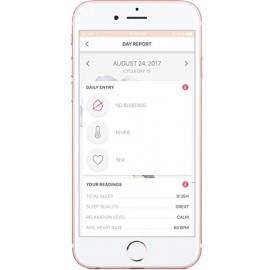 DAY REPORT
AUGUST 24, 2017
CYCLE DAY 15
DAILY ENTRY
NO BLEEDING
FEVER
SEX
YOUR READINGS
TOTAL SLEEP 8:05H
SLEEP QUALITY GREAT
RELAXATION LEVEL CALM
AVG. HEART RATE 60 BPM